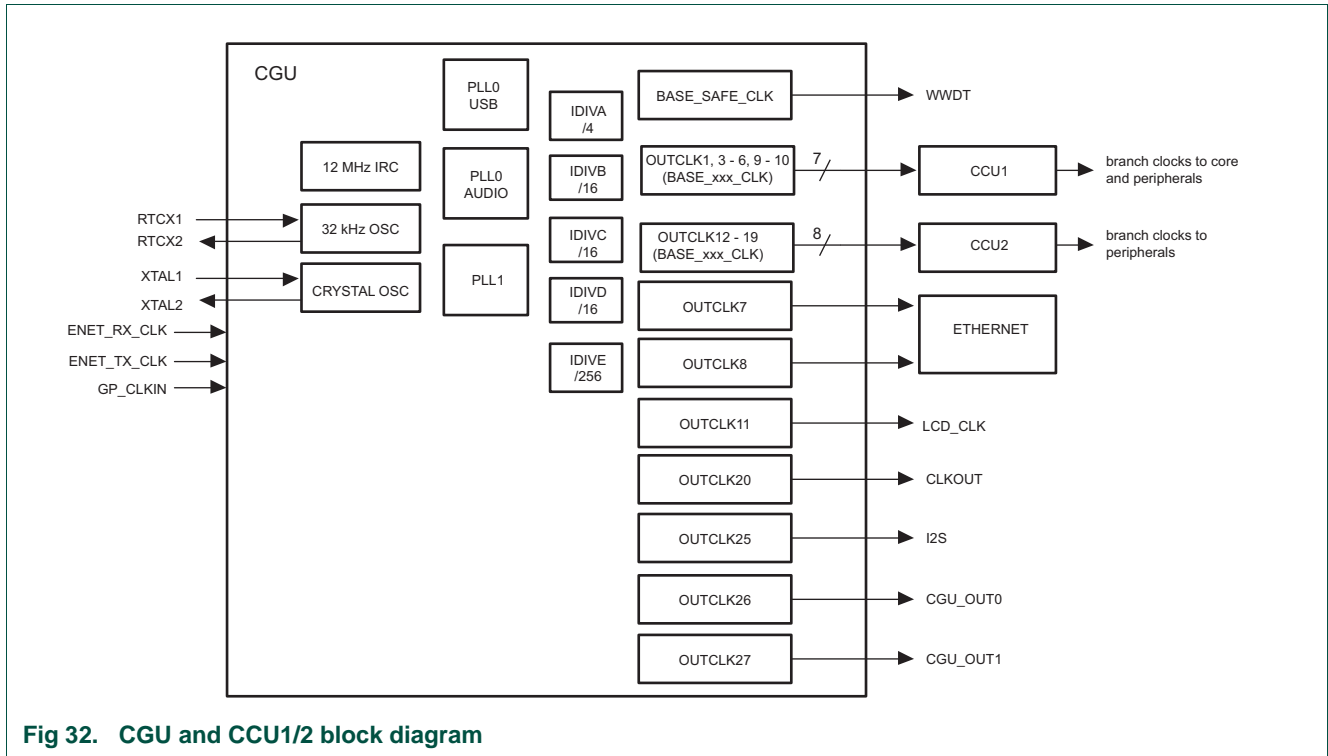 CGU
PLL0
USB
IDIVA
/4
BASE_SAFE_CLK
WWDT
12 MHz IRC
PLL0
AUDIO
IDIVB
/16
OUTCLK1, 3 - 6, 9 - 10
(BASE_xxx_CLK)
7
CCU1
branch clocks to core
and peripherals
RTCX1
RTCX2
32 kHz OSC
IDIVC
/16
OUTCLK12 - 19
(BASE_xxx_CLK)
8
CCU2
branch clocks to
peripherals
XTAL1
XTAL2
CRYSTAL OSC
PLL1
IDIVD
/16
OUTCLK7
ETHERNET
ENET_RX_CLK
ENET_TX_CLK
GP_CLKIN
IDIVE
/256
OUTCLK8
OUTCLK11
LCD_CLK
OUTCLK20
CLKOUT
OUTCLK25
I2S
OUTCLK26
CGU_OUT0
OUTCLK27
CGU_OUT1
Fig 32. CGU and CCU1/2 block diagram